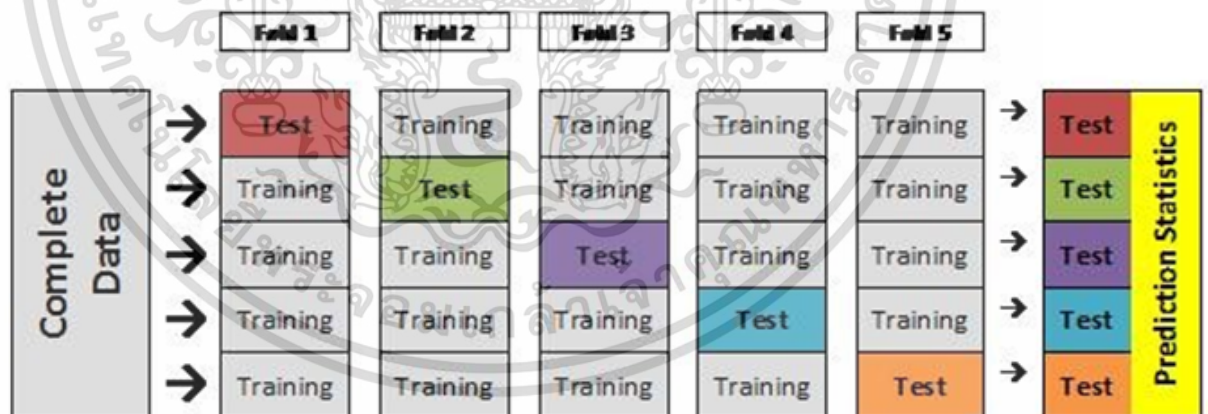 Fold 1 Fold 2 Fold 3 Fold 4 Fold 5
Complete Data
Test Training Training Training Training Test
Training Test Training Training Training Test
Training Training Test Training Training Test
Training Training Training Test Training Test
Training Training Training Training Test Test
Prediction Statistics